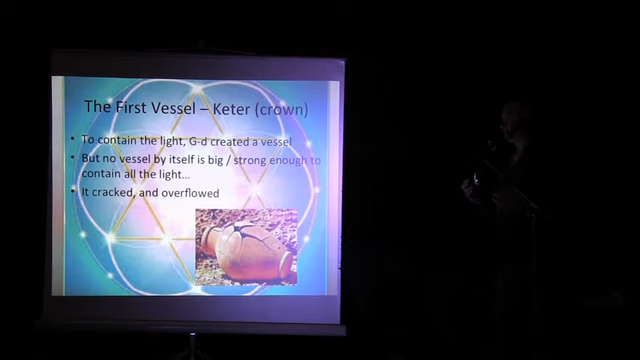 The First Vessel – Keter (crown)
• To contain the light, G-d created a vessel
• But no vessel by itself is big / strong enough to
contain all the light...
• It cracked, and overflowed